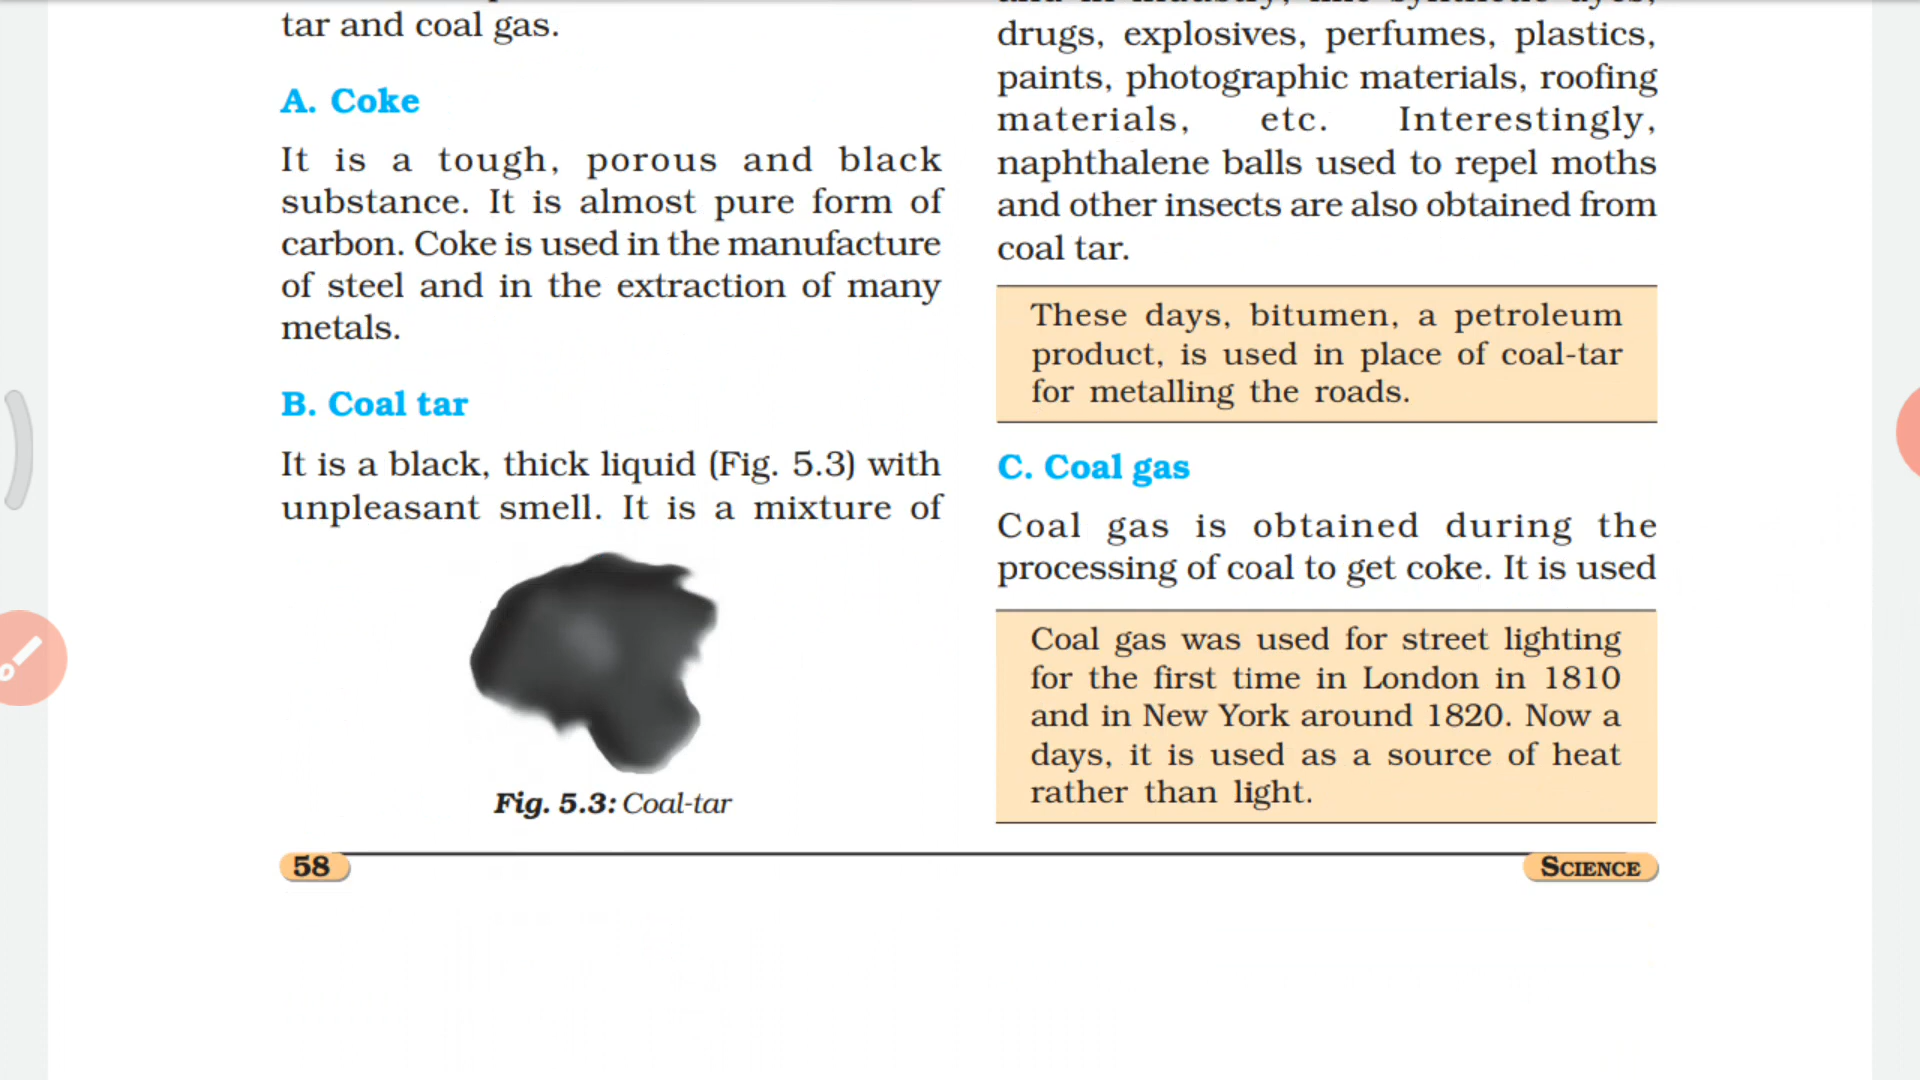 tar and coal gas.
A. Coke
It is a tough, porous and black
substance. It is almost pure form of
carbon. Coke is used in the manufacture
of steel and in the extraction of many
metals.
B. Coal tar
It is a black, thick liquid (Fig. 5.3) with
unpleasant smell. It is a mixture of
Fig. 5.3: Coal-tar
drugs, explosives, perfumes, plastics,
paints, photographic materials, roofing
materials, etc. Interestingly,
naphthalene balls used to repel moths
and other insects are also obtained from
coal tar.
These days, bitumen, a petroleum
product, is used in place of coal-tar
for metalling the roads.
C. Coal gas
Coal gas is obtained during the
processing of coal to get coke. It is used
Coal gas was used for street lighting
for the first time in London in 1810
and in New York around 1820. Now a
days, it is used as a source of heat
rather than light.
58
SCIENCE